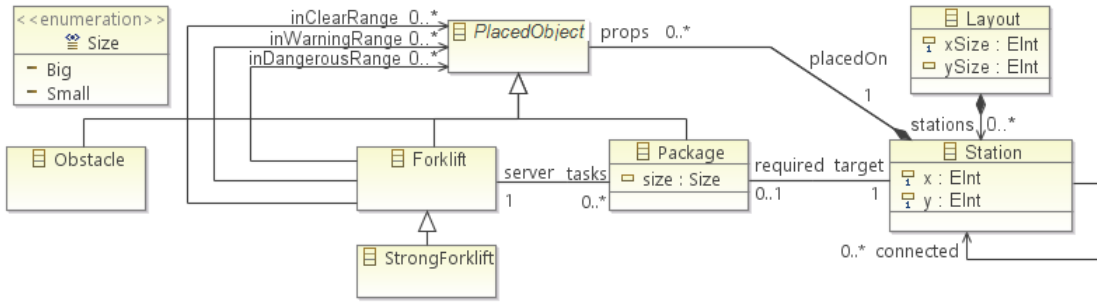 <<enumeration>>
Size
Big
Small
inClearRange 0..*
inWarningRange 0..*
inDangerousRange 0..*
PlacedObject
props 0..*
placedOn
1
Layout
xSize : EInt
ySize : EInt
stations 0..*
Obstacle
Forklift
server tasks
1
0..*
Package
size : Size
required target
0..1
1
Station
x : EInt
y : EInt
0..* connected
StrongForklift